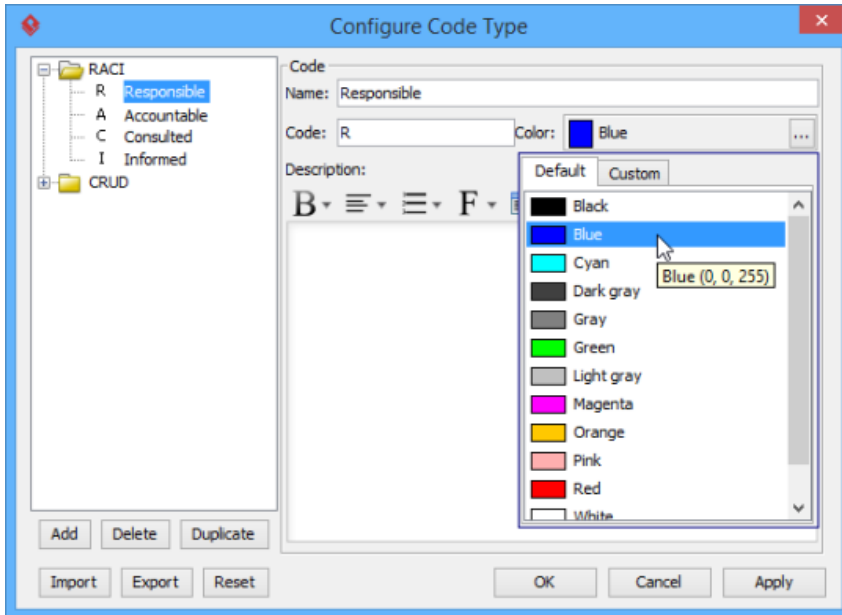 Configure Code Type
RACI
R Responsible
A Accountable
C Consulted
I Informed
CRUD
Add Delete Duplicate
Import Export Reset
Code
Name: Responsible
Code: R Color: Blue ...
Description:
B F
Default Custom
Black
Blue
Cyan
Blue (0, 0, 255)
Dark gray
Gray
Green
Light gray
Magenta
Orange
Pink
Red
White
OK Cancel Apply